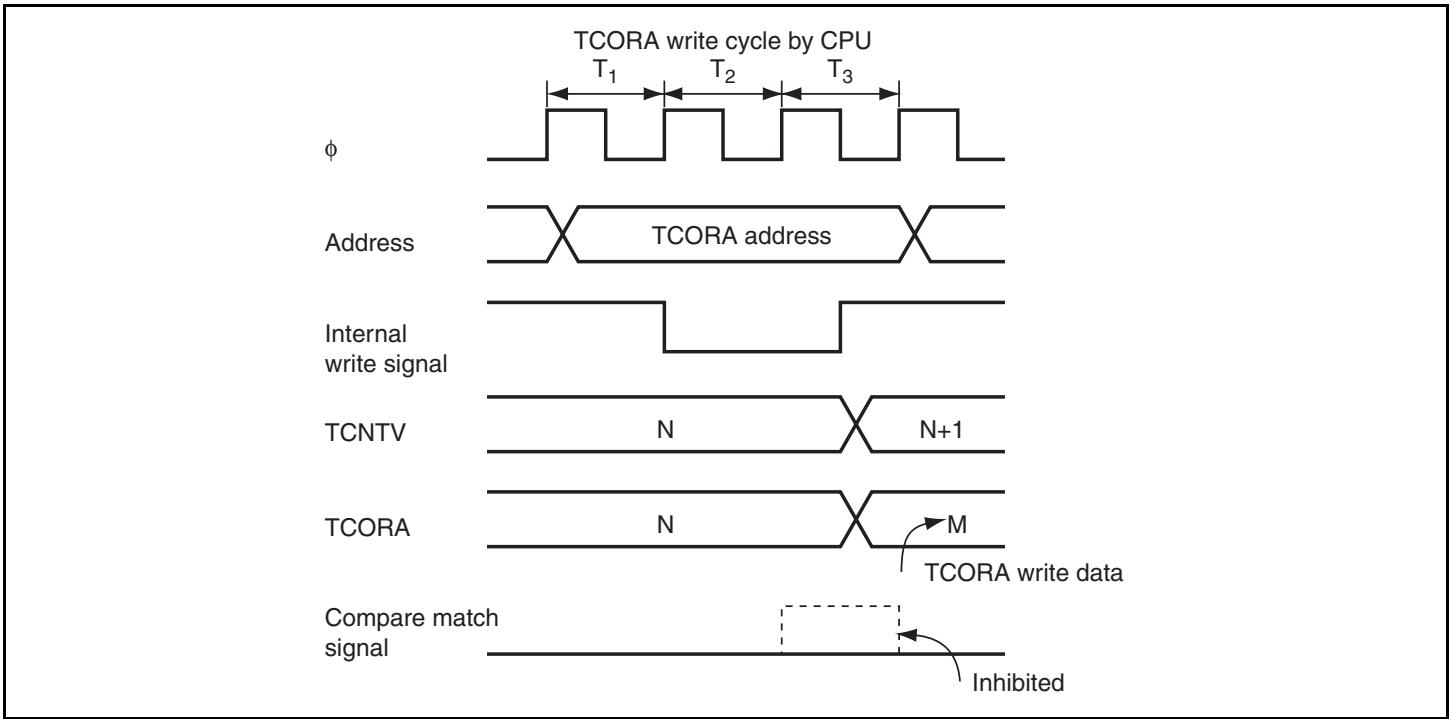 TCORA write cycle by CPU
T1 T2 T3
ϕ
Address
TCORA address
Internal
write signal
TCNTV
N
N+1
TCORA
N
M
TCORA write data
Compare match
signal
Inhibited